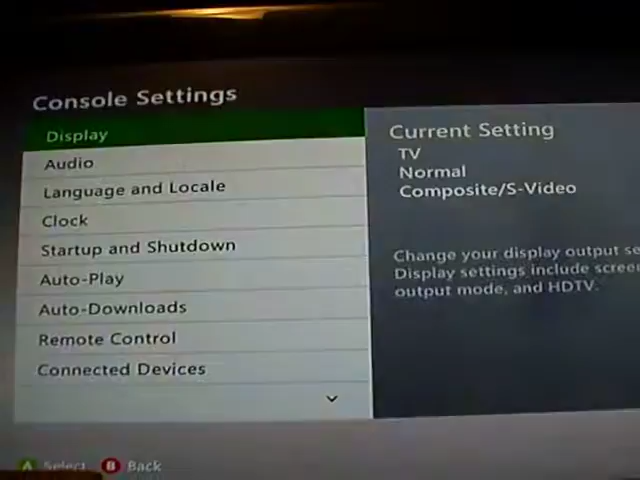 Console Settings
Display
Audio
Language and Locale
Clock
Startup and Shutdown
Auto-Play
Auto-Downloads
Remote Control
Connected Devices
Current Setting
TV
Normal
Composite/S-Video
Change your display output se
Display settings include scree
output mode, and HDTV.
A Select B Back